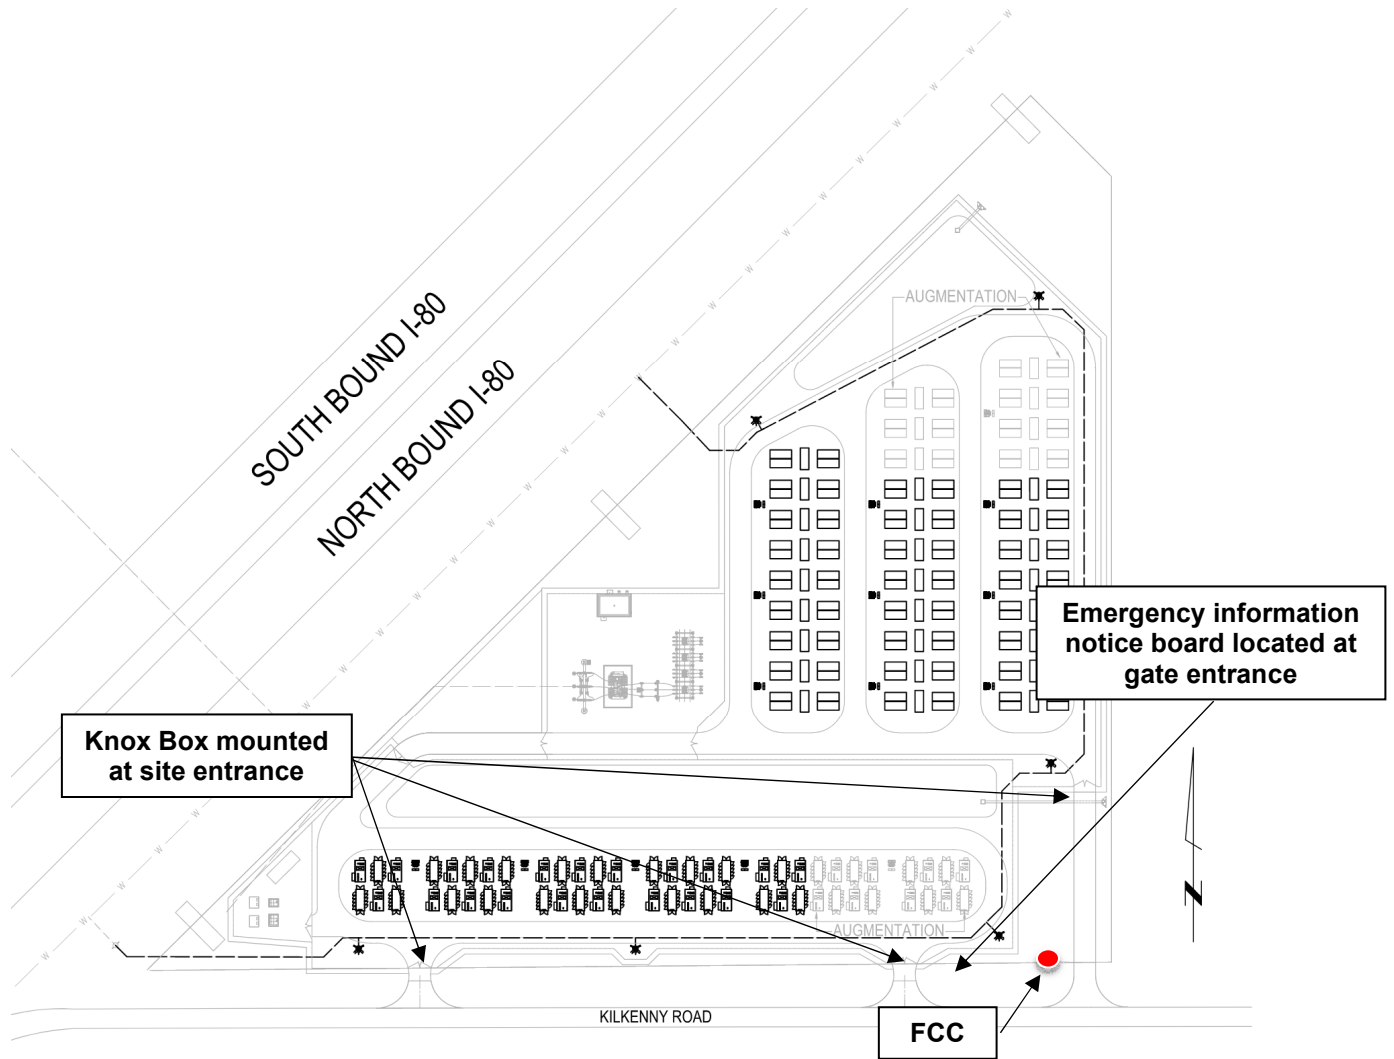 W
W
W
W
W
AUGMENTATION
W
SOUTH BOUND I-80
W
NORTH BOUND I-80
W
W
W
W
Emergency information
notice board located at
gate entrance
W
W
Knox Box mounted
at site entrance
W
W
W
N
W
AUGMENTATION
W
KILKENNY ROAD
FCC